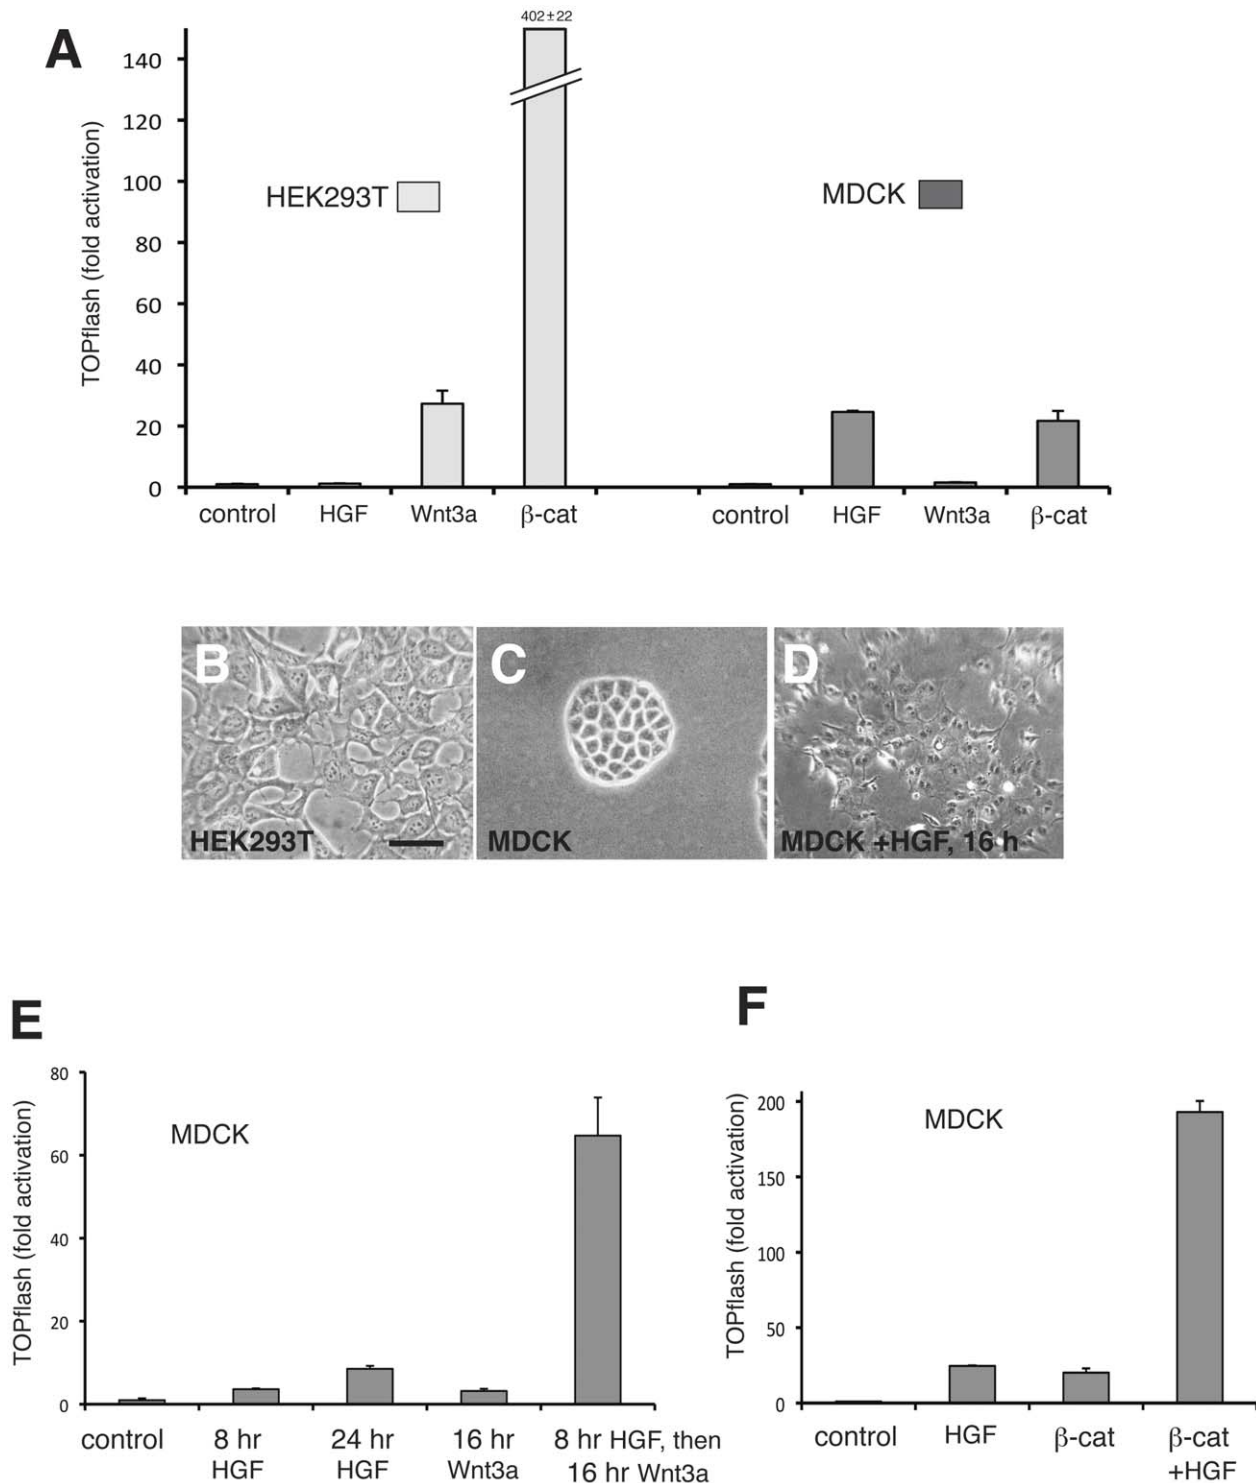 A
402±22
TOPflash (fold activation)
140
120
100
80
60
40
20
0
HEK293T
MDCK
control HGF Wnt3a β-cat control HGF Wnt3a β-cat
B C D
HEK293T MDCK MDCK +HGF, 16 h
E
TOPflash (fold activation)
80
60
40
20
0
MDCK
control 8 hr 24 hr 16 hr 8 hr HGF, then
HGF HGF Wnt3a 16 hr Wnt3a
F
TOPflash (fold activation)
200
150
100
50
0
MDCK
control HGF β-cat β-cat
+HGF